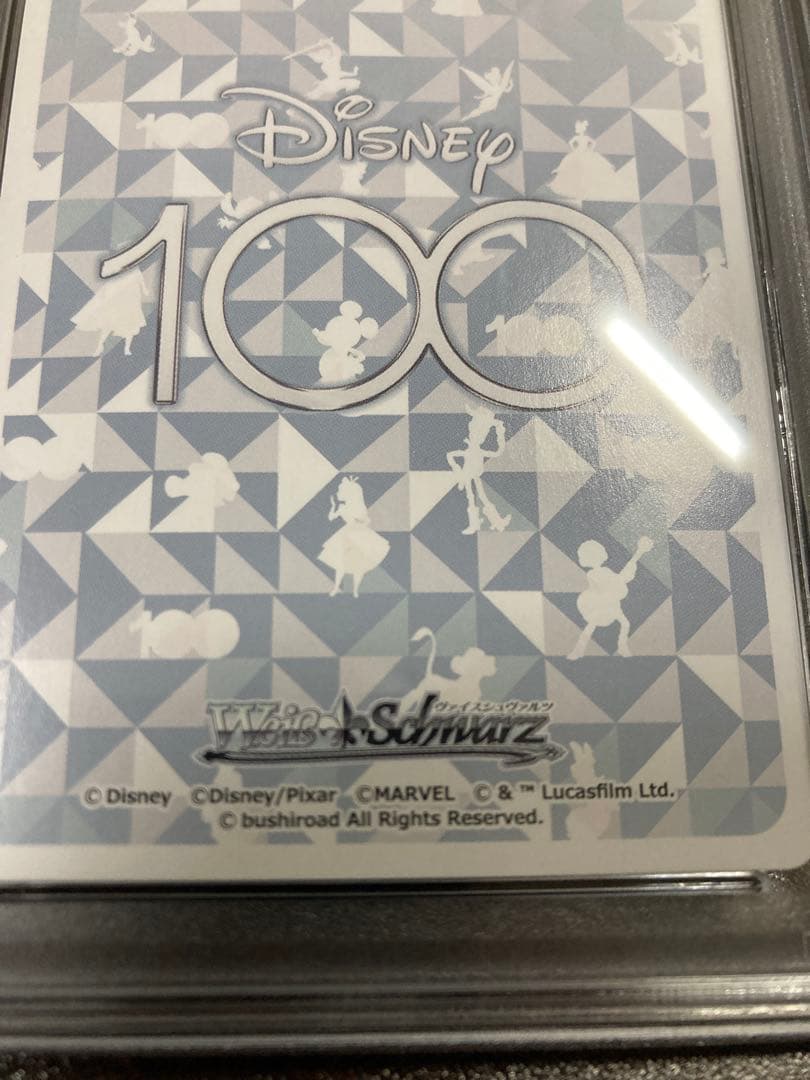 Disney
100
ヴァイスシュヴァルツ
Weiß Schwarz
© Disney ©Disney/Pixar ©MARVEL © & ™ Lucasfilm Ltd.
© bushiroad All Rights Reserved.